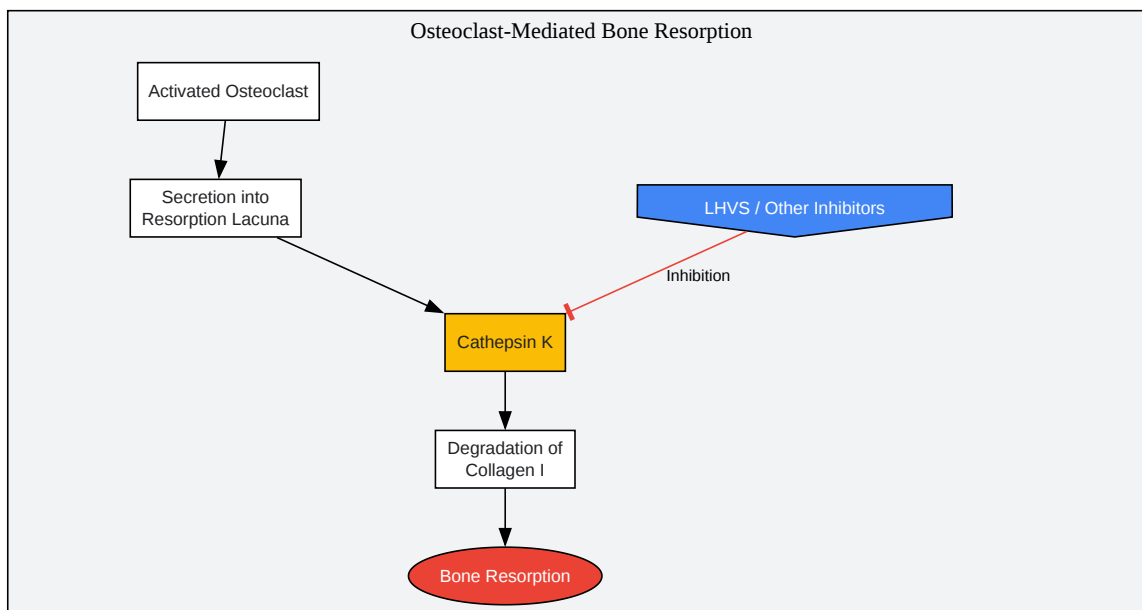 Osteoclast-Mediated Bone Resorption
Activated Osteoclast
Secretion into
Resorption Lacuna
LHVS / Other Inhibitors
Inhibition
Cathepsin K
Degradation of
Collagen I
Bone Resorption